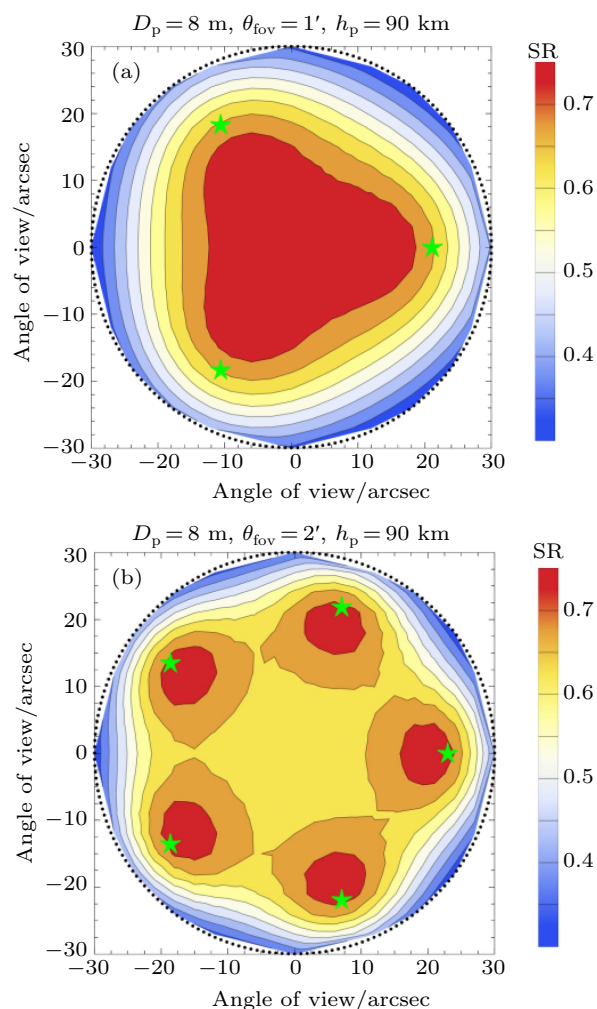 D_p = 8 m, θ_fov = 1′, h_p = 90 km
(a)
SR
30
20
10
0
−10
−20
−30
Angle of view/arcsec
−30 −20 −10 0 10 20 30
Angle of view/arcsec
0.7
0.6
0.5
0.4
D_p = 8 m, θ_fov = 2′, h_p = 90 km
(b)
SR
30
20
10
0
−10
−20
−30
Angle of view/arcsec
−30 −20 −10 0 10 20 30
Angle of view/arcsec
0.7
0.6
0.5
0.4